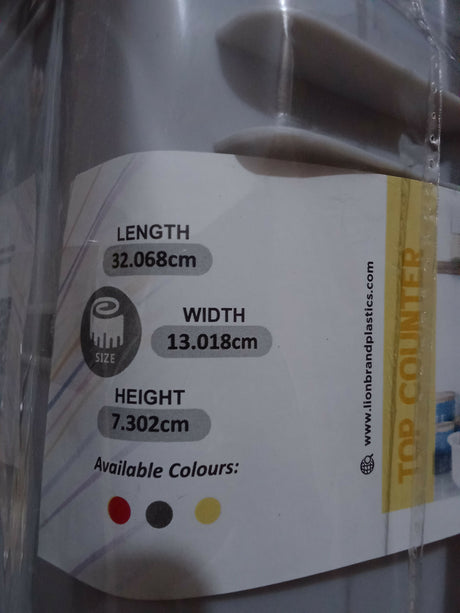 LENGTH
32.068cm
WIDTH
13.018cm
SIZE
HEIGHT
7.302cm
Available Colours:
www.lionbrandplastics.com
TOP COUNTER